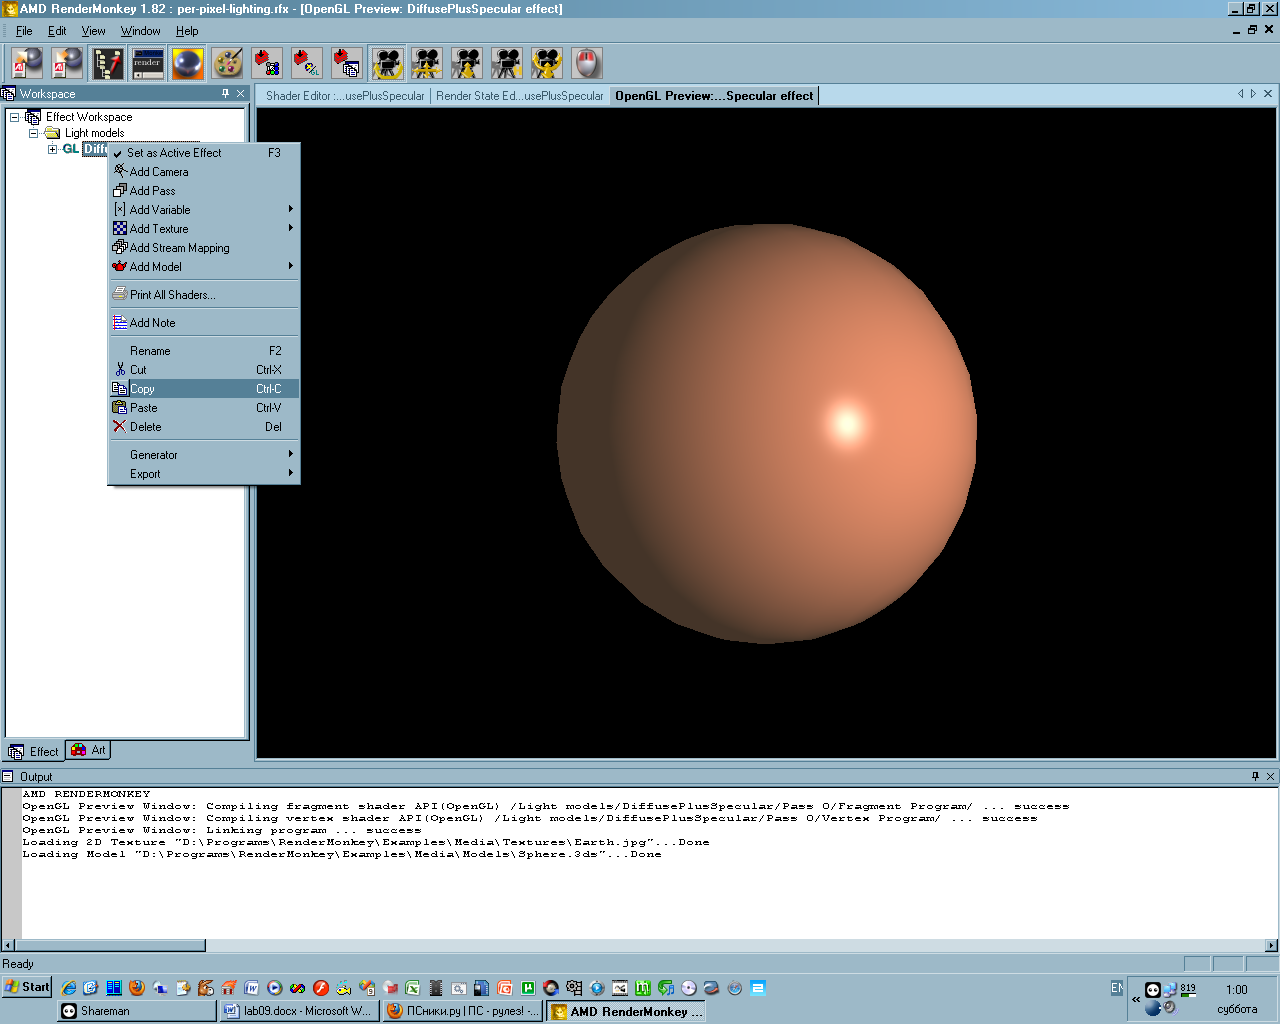 AMD RenderMonkey 1.82 : per-pixel-lighting.rfx - [OpenGL Preview: DiffusePlusSpecular effect]
File Edit View Window Help
Workspace
Shader Editor :...usePlusSpecular
Render State Ed...usePlusSpecular
OpenGL Preview:...Specular effect
Effect Workspace
Light models
GL Diff
Set as Active Effect F3
Add Camera
Add Pass
Add Variable
Add Texture
Add Stream Mapping
Add Model
Print All Shaders...
Add Note
Rename F2
Cut Ctrl-X
Copy Ctrl-C
Paste Ctrl-V
Delete Del
Generator
Export
Effect Art
Output
AMD RENDERMONKEY
OpenGL Preview Window: Compiling fragment shader API(OpenGL) /Light models/DiffusePlusSpecular/Pass 0/Fragment Program/ ... success
OpenGL Preview Window: Compiling vertex shader API(OpenGL) /Light models/DiffusePlusSpecular/Pass 0/Vertex Program/ ... success
OpenGL Preview Window: Linking program ... success
Loading 2D Texture "D:\Programs\RenderMonkey\Examples\Media\Textures\Earth.jpg"...Done
Loading Model "D:\Programs\RenderMonkey\Examples\Media\Models\Sphere.3ds"...Done
Ready
Start
EN
819
1:00
суббота
Shareman
lab09.docx - Microsoft W...
ПСники.ру | ПС - рулез! -...
AMD RenderMonkey ...